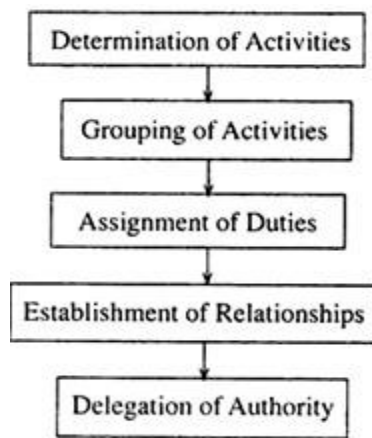 Determination of Activities
Grouping of Activities
Assignment of Duties
Establishment of Relationships
Delegation of Authority